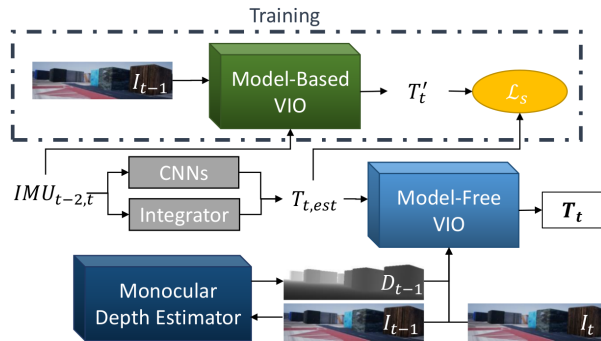 Training
I_{t-1}
Model-Based
VIO
T'_t
ℒ_s
IMU_{t-2,t}
CNNs
Integrator
T_{t,est}
Model-Free
VIO
T_t
Monocular
Depth Estimator
D_{t-1}
I_{t-1}
I_t